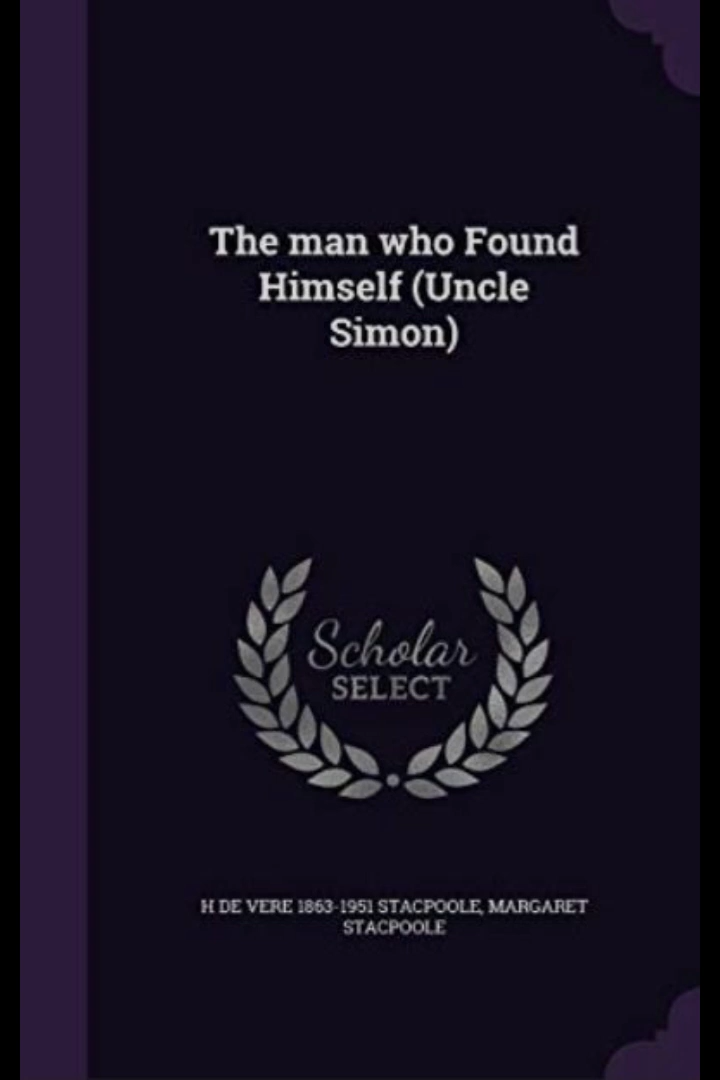 The man who Found
Himself (Uncle
Simon)
Scholar
SELECT
H DE VERE 1863-1951 STACPOOLE, MARGARET
STACPOOLE